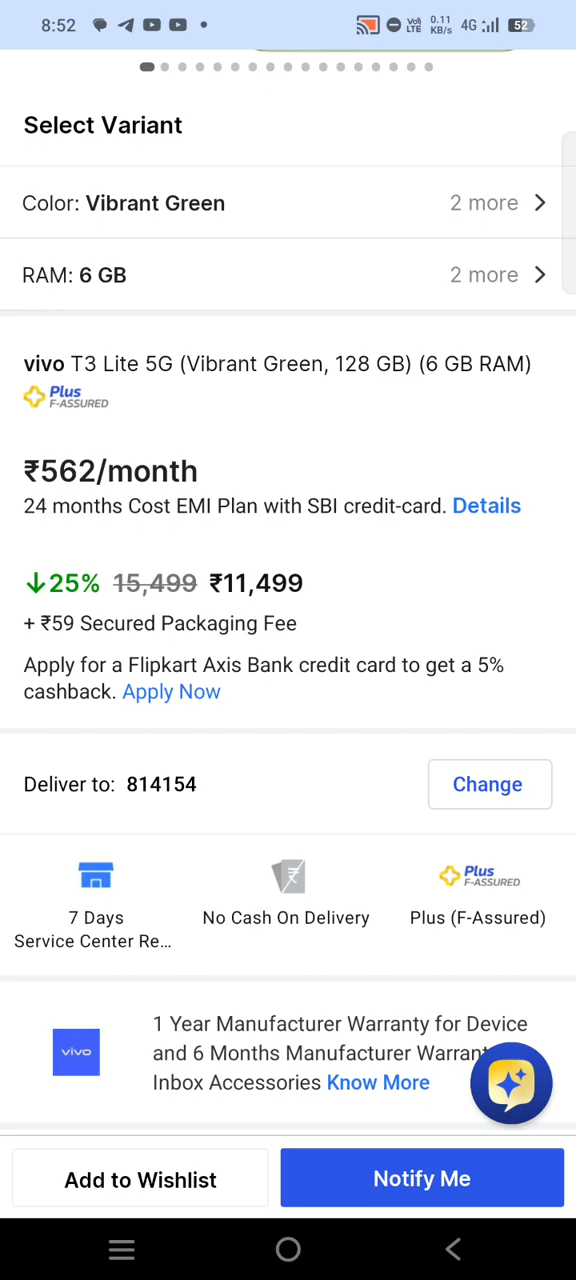 8:52
Vo)
LTE
0.11
KB/s
4G
52
Select Variant
Color: Vibrant Green
2 more
RAM: 6 GB
2 more
vivo T3 Lite 5G (Vibrant Green, 128 GB) (6 GB RAM)
Plus
F-ASSURED
₹562/month
24 months Cost EMI Plan with SBI credit-card. Details
↓25% 15,499 ₹11,499
+ ₹59 Secured Packaging Fee
Apply for a Flipkart Axis Bank credit card to get a 5%
cashback. Apply Now
Deliver to: 814154
Change
7 Days
Service Center Re...
No Cash On Delivery
Plus
F-ASSURED
Plus (F-Assured)
vivo
1 Year Manufacturer Warranty for Device
and 6 Months Manufacturer Warrant
Inbox Accessories Know More
Add to Wishlist
Notify Me